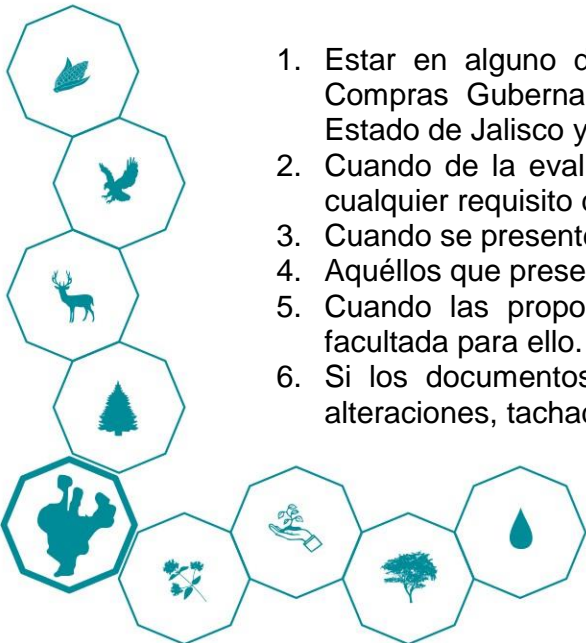 1. Estar en alguno d
Compras Guberna
Estado de Jalisco y
2. Cuando de la eval
cualquier requisito
3. Cuando se present
4. Aquéllos que prese
5. Cuando las propo
facultada para ello.
6. Si los documentos
alteraciones, tachad